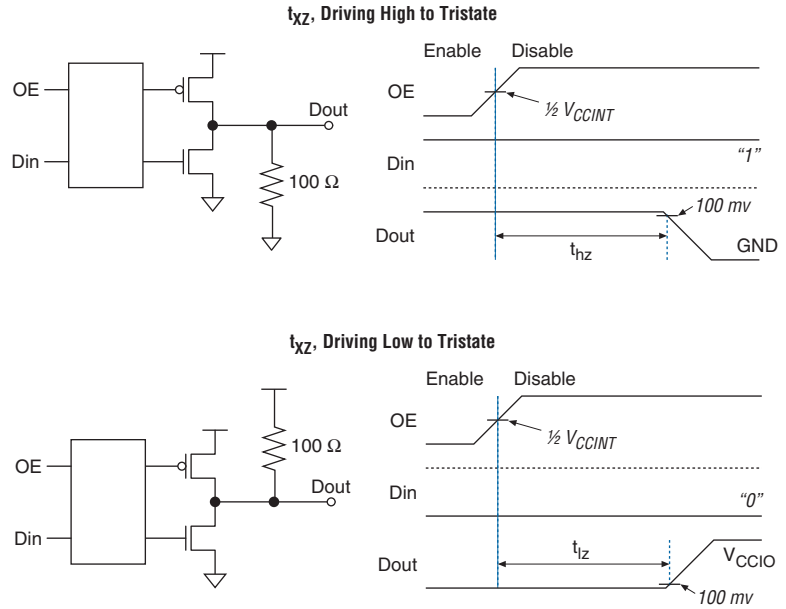 tXZ, Driving High to Tristate
Enable Disable
OE
OE
½ VCCINT
Dout
Din
Din
"1"
100 Ω
100 mv
Dout
GND
thz
tXZ, Driving Low to Tristate
Enable Disable
OE
½ VCCINT
100 Ω
OE
Dout
Din
"0"
Din
tlz
Dout
VCCIO
100 mv